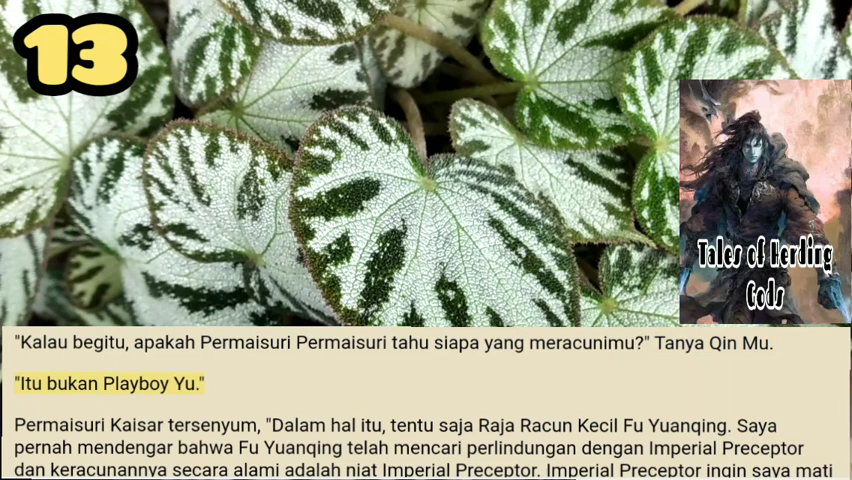 13
Tales of Herding
Gods
"Kalau begitu, apakah Permaisuri Permaisuri tahu siapa yang meracunimu?" Tanya Qin Mu.
"Itu bukan Playboy Yu."
Permaisuri Kaisar tersenyum, "Dalam hal itu, tentu saja Raja Racun Kecil Fu Yuanqing. Saya
pernah mendengar bahwa Fu Yuanqing telah mencari perlindungan dengan Imperial Preceptor
dan keracunannya secara alami adalah niat Imperial Preceptor. Imperial Preceptor ingin saya mati